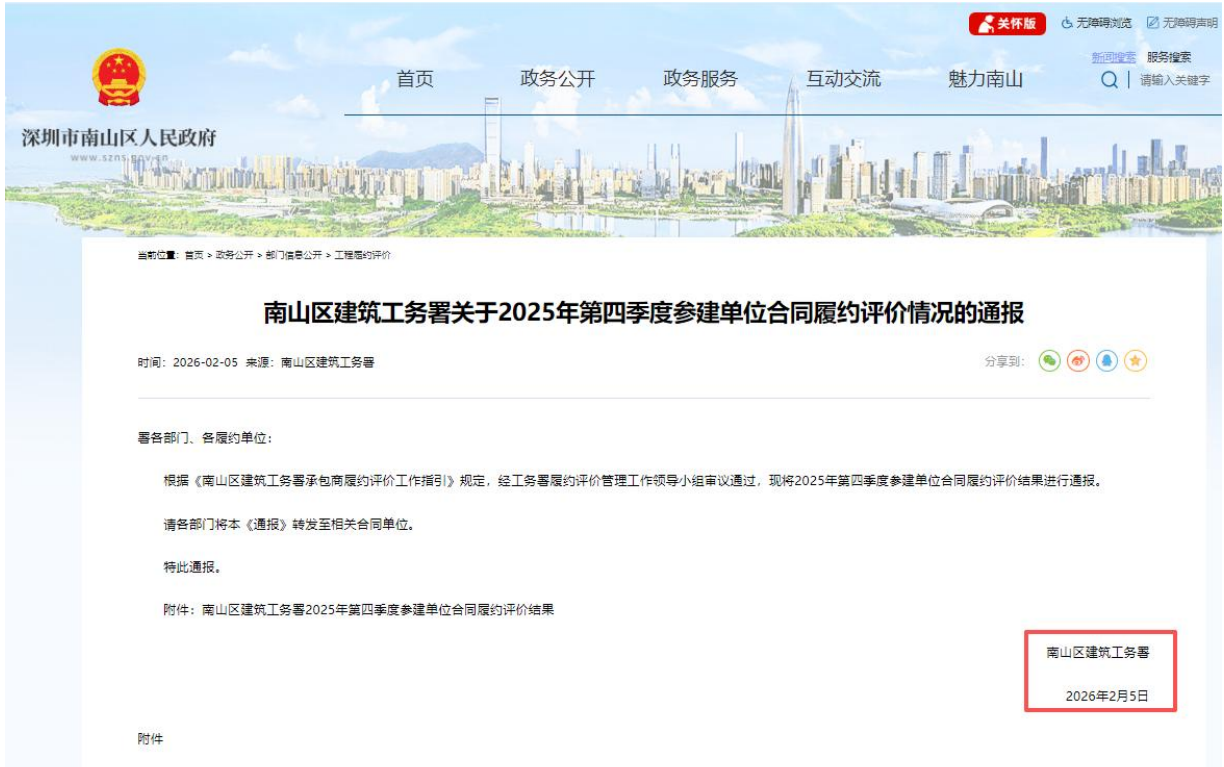 关怀版 无障碍浏览 无障碍声明
新闻搜索 服务搜索
首页 政务公开 政务服务 互动交流 魅力南山 请输入关键字
深圳市南山区人民政府
www.szns.gov.cn
当前位置：首页 > 政务公开 > 部门信息公开 > 工程履约评价
南山区建筑工务署关于2025年第四季度参建单位合同履约评价情况的通报
时间：2026-02-05 来源：南山区建筑工务署 分享到：
署各部门、各履约单位：
根据《南山区建筑工务署承包商履约评价工作指引》规定，经工务署履约评价管理工作领导小组审议通过，现将2025年第四季度参建单位合同履约评价结果进行通报。
请各部门将本《通报》转发至相关合同单位。
特此通报。
附件：南山区建筑工务署2025年第四季度参建单位合同履约评价结果
南山区建筑工务署
2026年2月5日
附件